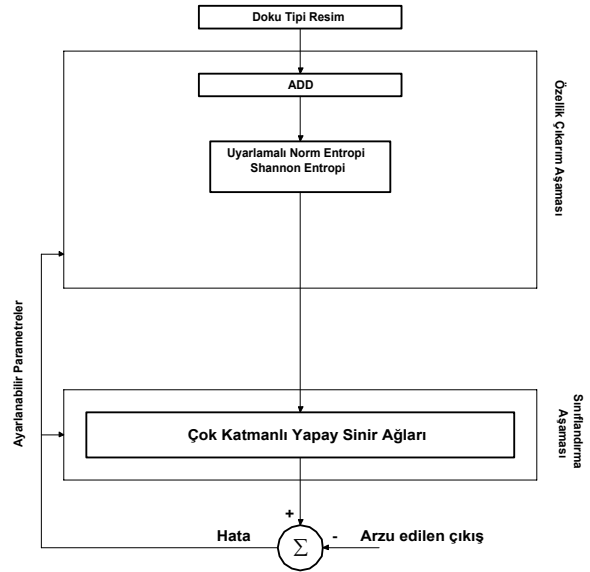 Doku Tipi Resim
ADD
Uyarlamalı Norm Entropi
Shannon Entropi
Özellik Çıkarım Aşaması
Ayarlanabilir Parametreler
Çok Katmanlı Yapay Sinir Ağları
Sınıflandırma
Aşaması
+
Hata
Σ
-
Arzu edilen çıkış